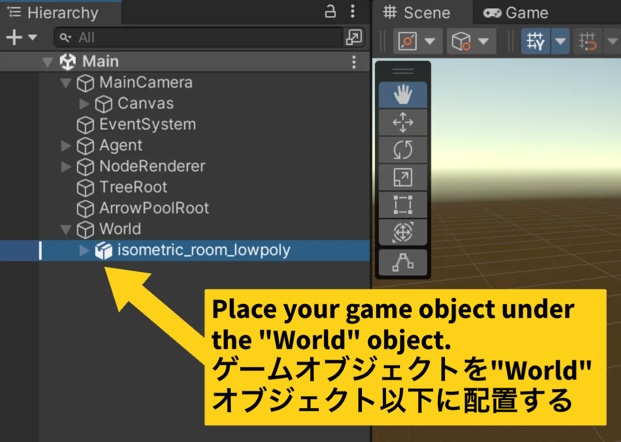 Hierarchy
All
Main
MainCamera
Canvas
EventSystem
Agent
NodeRenderer
TreeRoot
ArrowPoolRoot
World
isometric_room_lowpoly
Scene
Game
Y
Place your game object under
the "World" object.
ゲームオブジェクトを"World"
オブジェクト以下に配置する